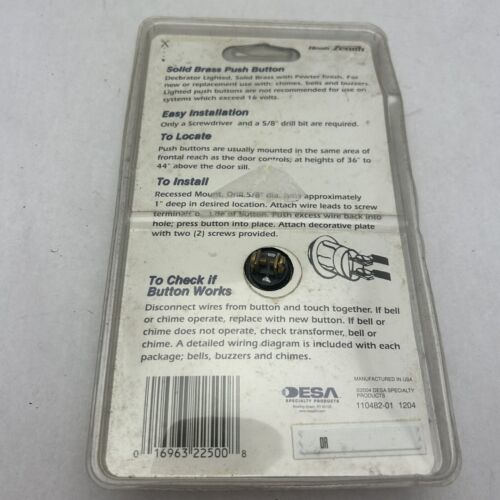 Heath Zenith
Solid Brass Push Button
Decorator Lighted, Solid Brass with Pewter finish. For
new or replacement use with; chimes, bells and buzzers.
Lighted push buttons are not recommended for use on
systems which exceed 16 volts.
Easy Installation
Only a Screwdriver and a 5/8" drill bit are required.
To Locate
Push buttons are usually mounted in the same area of
frontal reach as the door controls; at heights of 36" to
44" above the door sill.
To Install
Recessed Mount. Drill 5/8" dia. approximately
1" deep in desired location. Attach wire leads to screw
terminals of button. Push excess wire back into
hole; press button into place. Attach decorative plate
with two (2) screws provided.
To Check if
Button Works
Disconnect wires from button and touch together. If bell
or chime operate, replace with new button. If bell or
chime does not operate, check transformer, bell or
chime. A detailed wiring diagram is included with each
package; bells, buzzers and chimes.
DESA
SPECIALTY PRODUCTS
MANUFACTURED IN USA
©2004 DESA SPECIALTY
PRODUCTS
110482-01 1204
0 16963 22500 8